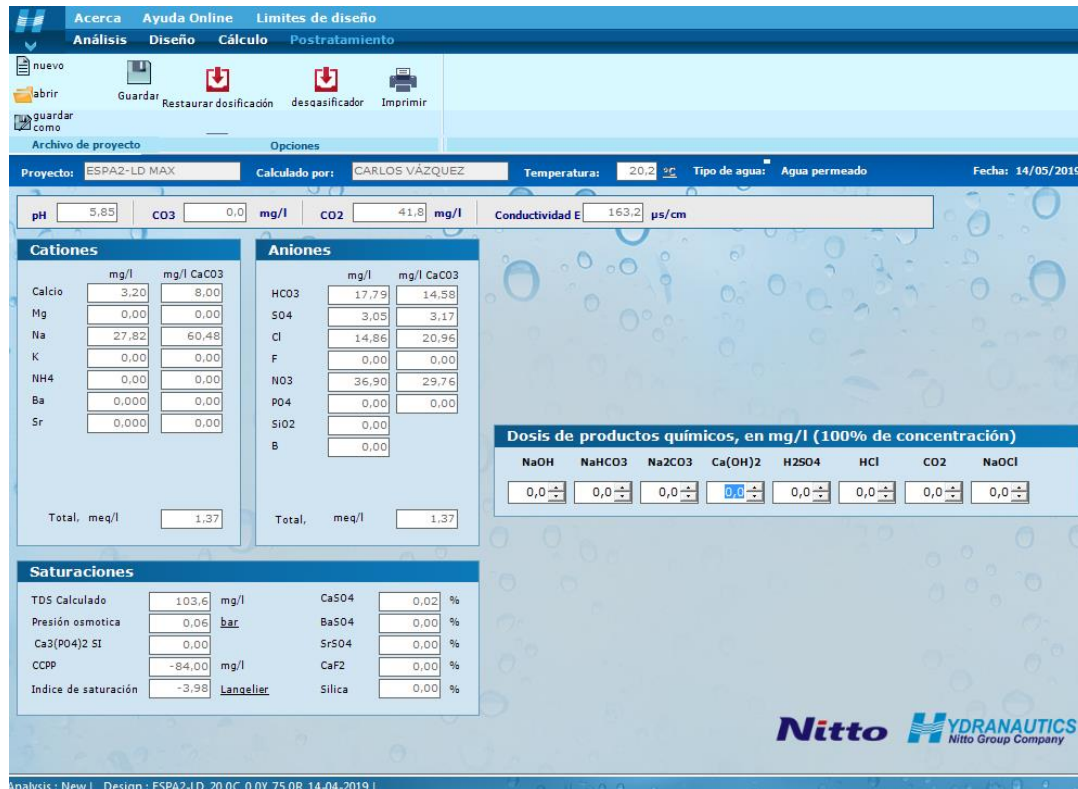 Acerca Ayuda Online Limites de diseño
Análisis Diseño Cálculo Postratamiento
nuevo
abrir
guardar como
Guardar
Restaurar dosificación
desgasificador
Imprimir
Archivo de proyecto Opciones
Proyecto: ESPA2-LD MAX Calculado por: CARLOS VÁZQUEZ Temperatura: 20,2 ºC Tipo de agua: Agua permeado Fecha: 14/05/2019
pH 5,85 CO3 0,0 mg/l CO2 41,8 mg/l Conductividad E 163,2 µs/cm
Cationes
mg/l mg/l CaCO3
Calcio 3,20 8,00
Mg 0,00 0,00
Na 27,82 60,48
K 0,00 0,00
NH4 0,00 0,00
Ba 0,000 0,00
Sr 0,000 0,00
Total, meq/l 1,37
Aniones
mg/l mg/l CaCO3
HCO3 17,79 14,58
SO4 3,05 3,17
Cl 14,86 20,96
F 0,00 0,00
NO3 36,90 29,76
PO4 0,00 0,00
SiO2 0,00
B 0,00
Total, meq/l 1,37
Dosis de productos químicos, en mg/l (100% de concentración)
NaOH NaHCO3 Na2CO3 Ca(OH)2 H2SO4 HCl CO2 NaOCl
0,0 0,0 0,0 0,0 0,0 0,0 0,0 0,0
Saturaciones
TDS Calculado 103,6 mg/l CaSO4 0,02 %
Presión osmotica 0,06 bar BaSO4 0,00 %
Ca3(PO4)2 SI 0,00 SrSO4 0,00 %
CCPP -84,00 mg/l CaF2 0,00 %
Indice de saturación -3,98 Langelier Silica 0,00 %
Nitto HYDRANAUTICS
Nitto Group Company
Analysis : New | Design : ESPA2-LD 20.0C 0.0Y 75.0R 14-04-2019 |